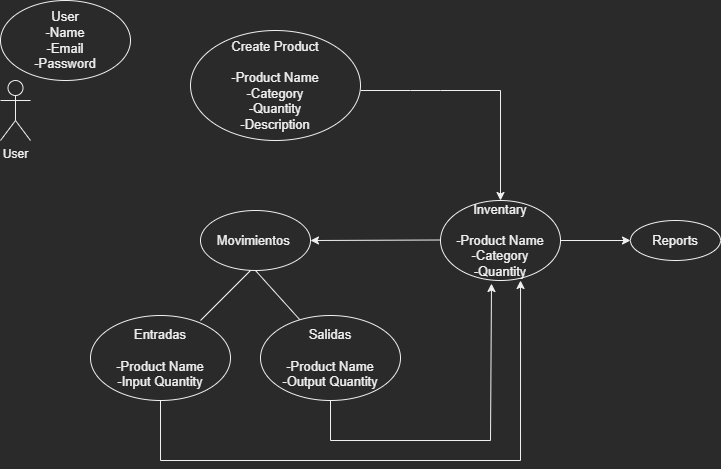 User
-Name
-Email
-Password
User
Create Product
-Product Name
-Category
-Quantity
-Description
Inventary
-Product Name
-Category
-Quantity
Movimientos
Reports
Entradas
-Product Name
-Input Quantity
Salidas
-Product Name
-Output Quantity